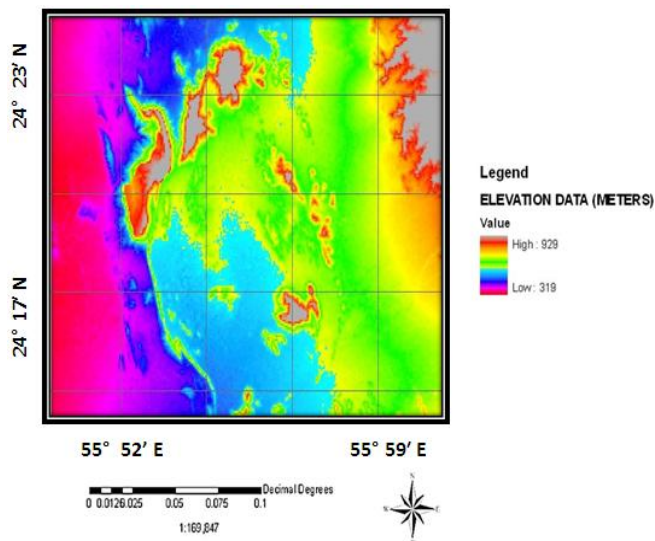 24° 23′ N
24° 17′ N
55° 52′ E
55° 59′ E
Legend
ELEVATION DATA (METERS)
Value
High : 929
Low : 319
Decimal Degrees
0 0.0126.025 0.05 0.075 0.1
1:169,847
N
W E
S